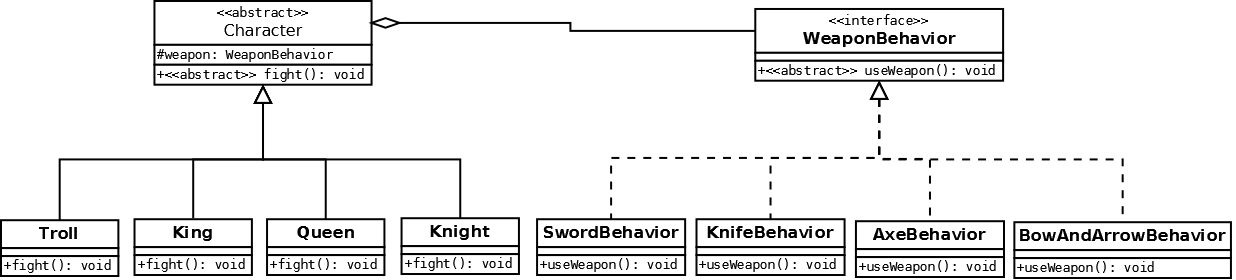 <<abstract>>
Character
#weapon: WeaponBehavior
+<<abstract>> fight(): void
<<interface>>
WeaponBehavior
+<<abstract>> useWeapon(): void
Troll
+fight(): void
King
+fight(): void
Queen
+fight(): void
Knight
+fight(): void
SwordBehavior
+useWeapon(): void
KnifeBehavior
+useWeapon(): void
AxeBehavior
+useWeapon(): void
BowAndArrowBehavior
+useWeapon(): void